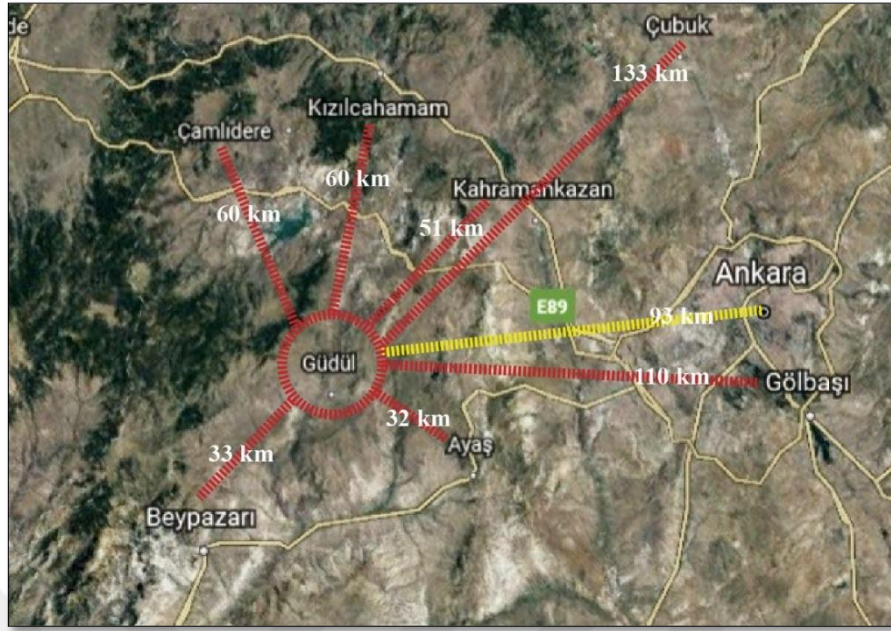 de
Çubuk
133 km
Kızılcahamam
Çamlıdere
60 km
Kahramankazan
60 km
51 km
Ankara
E89
93 km
Güdül
110 km
Gölbaşı
32 km
Ayaş
33 km
Beypazarı